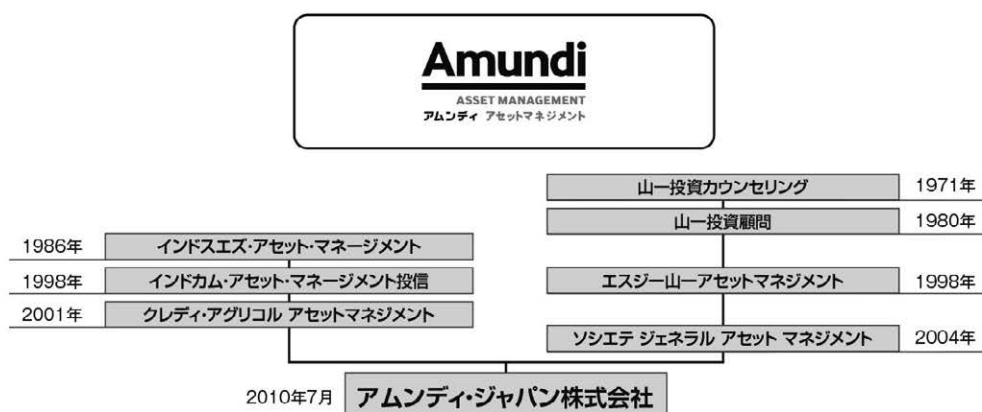 Amundi
ASSET MANAGEMENT
アムンディ アセットマネジメント
山一投資カウンセリング 1971年
山一投資顧問 1980年
1986年 インドスエズ・アセット・マネージメント
1998年 インドカム・アセット・マネージメント投信
エスジー山一アセットマネジメント 1998年
2001年 クレディ・アグリコル アセットマネジメント
ソシエテ ジェネラル アセット マネジメント 2004年
2010年7月 アムンディ・ジャパン株式会社